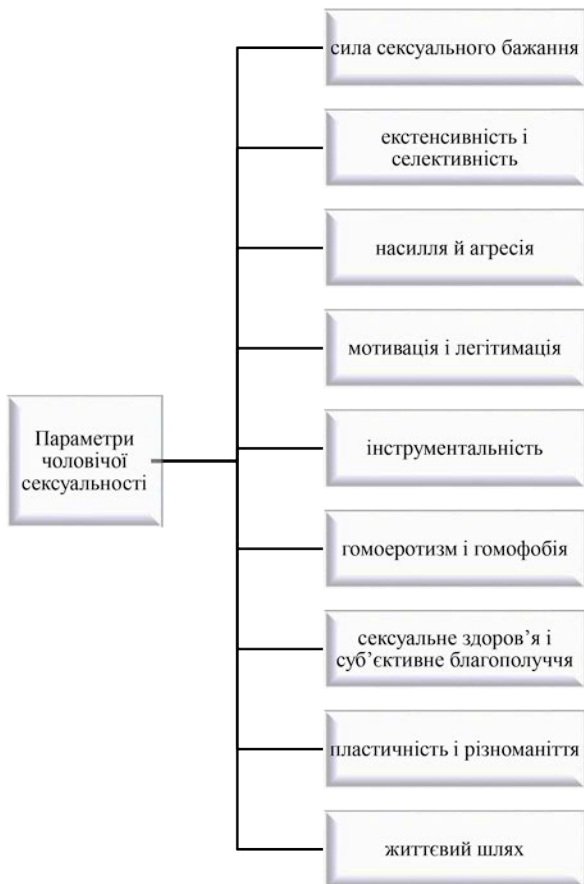 сила сексуального бажання
екстенсивність і
селективність
насилля й агресія
мотивація і легітимація
Параметри
чоловічої
сексуальності
інструментальність
гомоеротизм і гомофобія
сексуальне здоров’я і
суб’єктивне благополуччя
пластичність і різноманіття
життєвий шлях